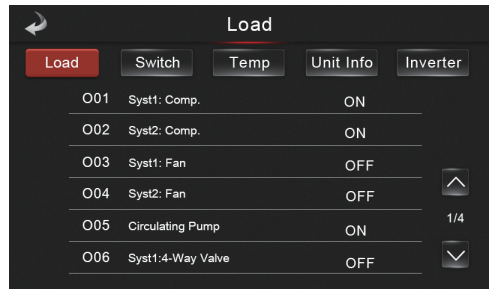 Load
Load Switch Temp Unit Info Inverter
O01 Syst1: Comp. ON
O02 Syst2: Comp. ON
O03 Syst1: Fan OFF
O04 Syst2: Fan OFF
O05 Circulating Pump ON
1/4
O06 Syst1:4-Way Valve OFF